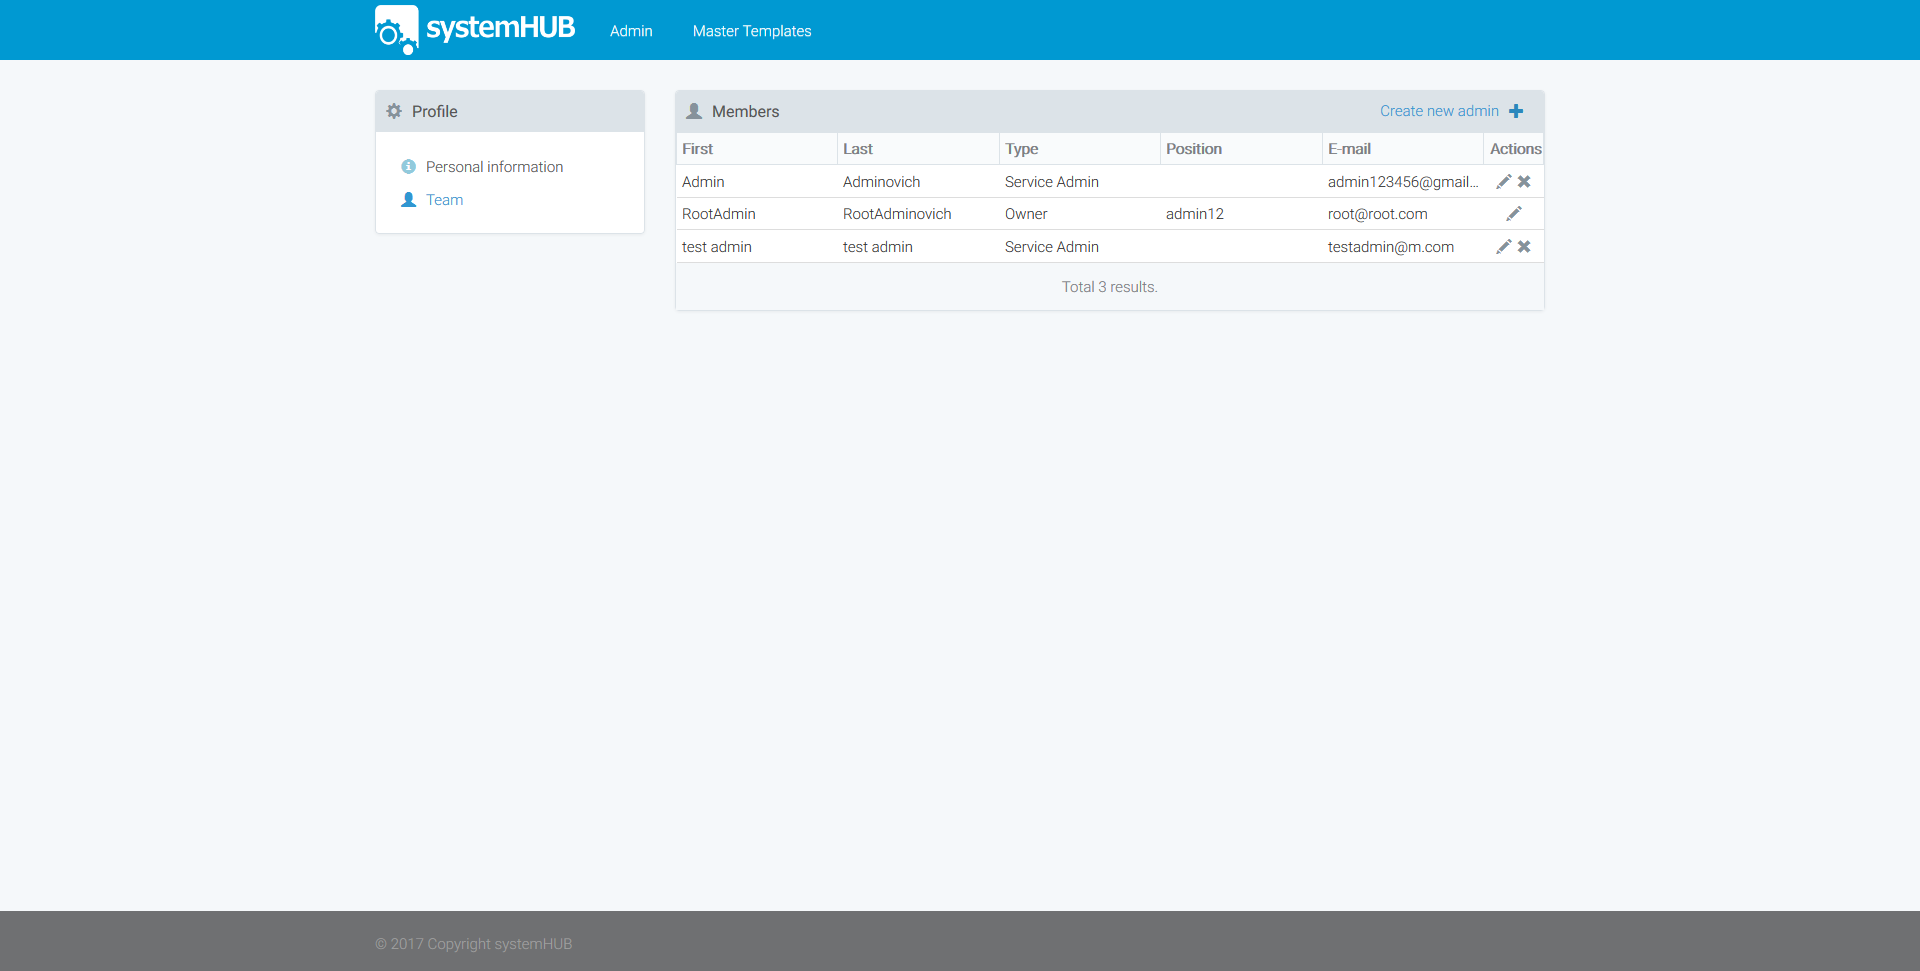 systemHUB Admin Master Templates
Profile
Personal information
Team
Members Create new admin
First Last Type Position E-mail Actions
Admin Adminovich Service Admin admin123456@gmail...
RootAdmin RootAdminovich Owner admin12 root@root.com
test admin test admin Service Admin testadmin@m.com
Total 3 results.
© 2017 Copyright systemHUB